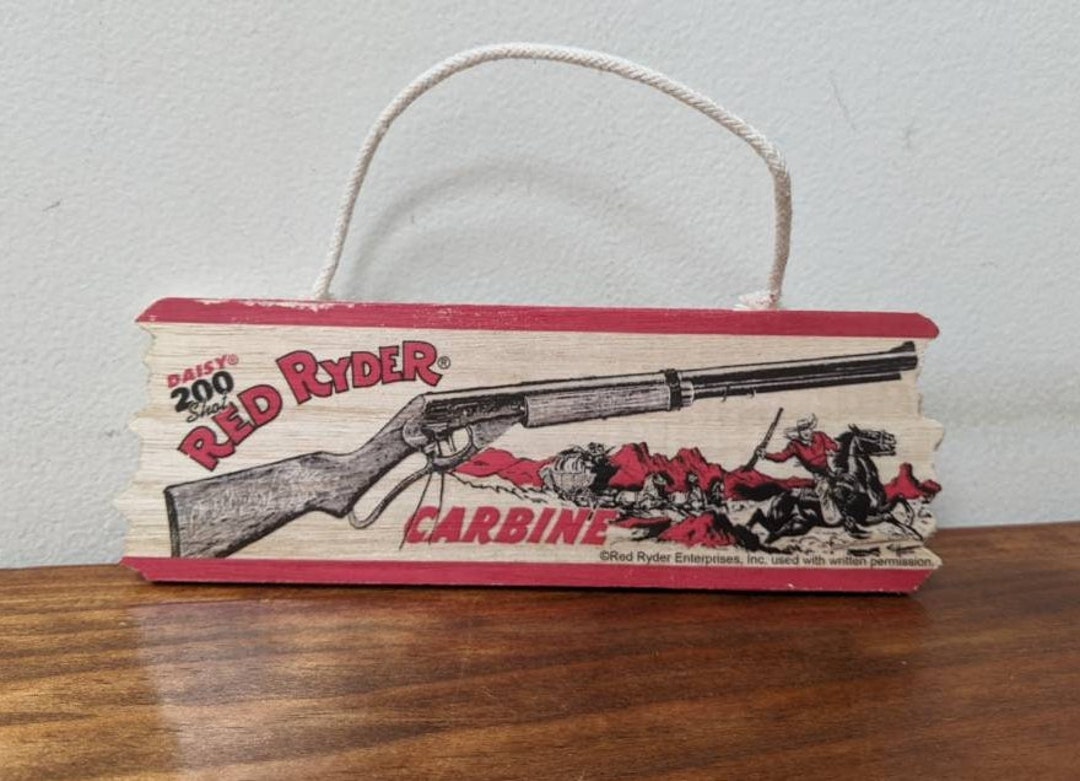 DAISY®
200
Shot
RED RYDER®
CARBINE
©Red Ryder Enterprises, Inc, used with written permission.